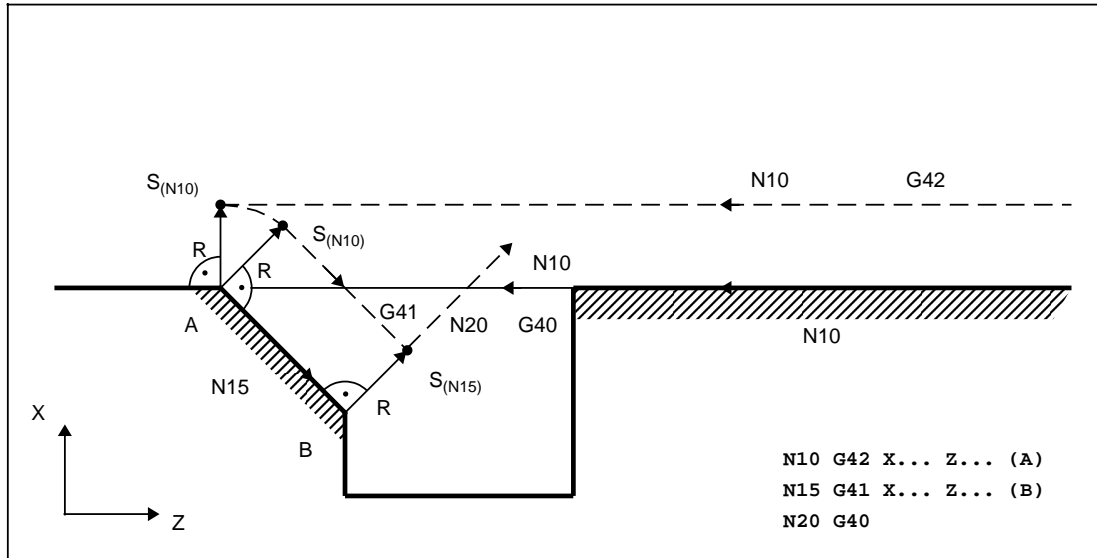 S(N10)
N10 G42
R
S(N10)
R
N10
A
G41
N20
G40
N10
N15
S(N15)
R
X
B
Z
N10 G42 X... Z... (A)
N15 G41 X... Z... (B)
N20 G40